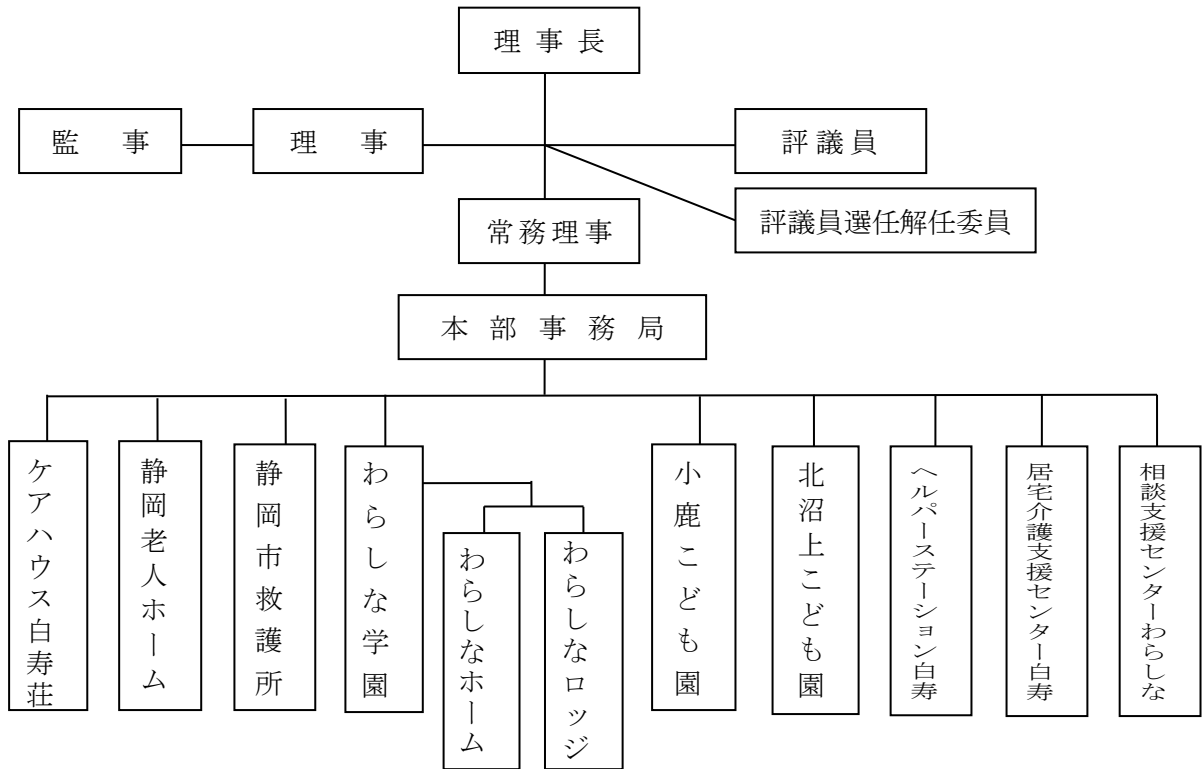 理事長
監事
理事
評議員
評議員選任解任委員
常務理事
本部事務局
ケアハウス白寿荘
静岡老人ホーム
静岡市救護所
わらしな学園
わらしなホーム
わらしなロッジ
小鹿こども園
北沼上こども園
ヘルパーステーション白寿
居宅介護支援センター白寿
相談支援センターわらしな